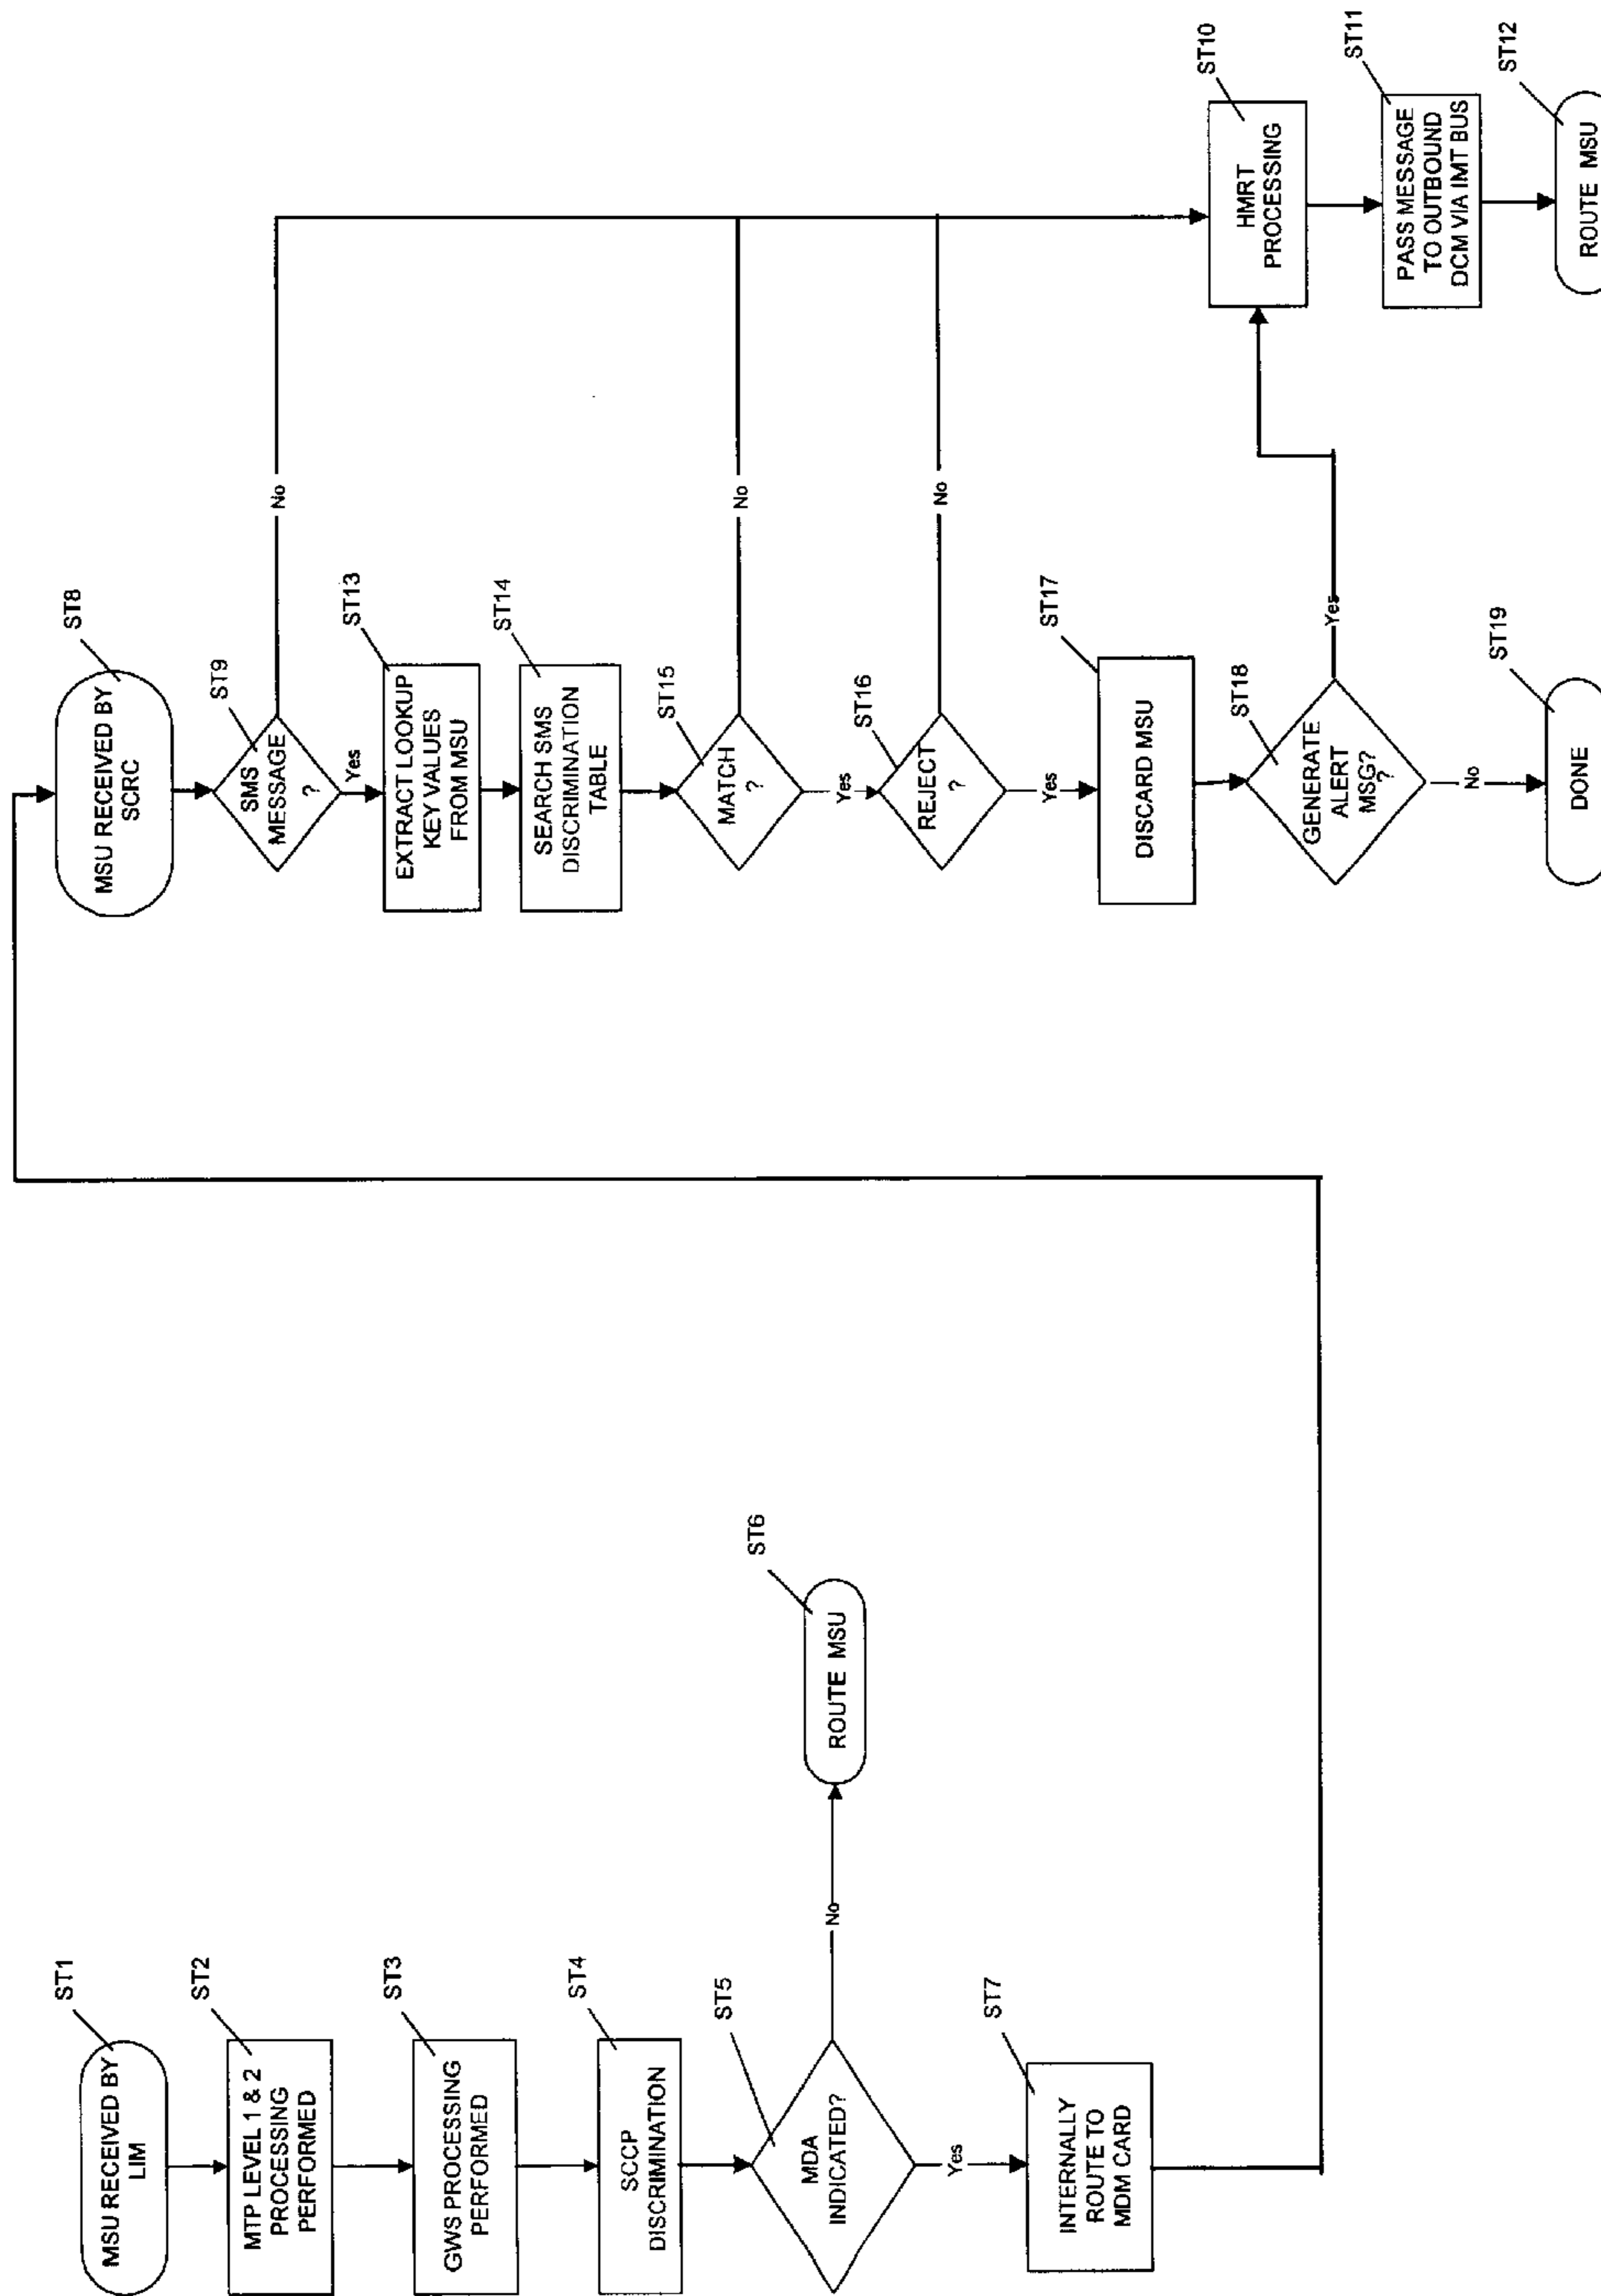 ST1
MSU RECEIVED BY
LIM
ST2
MTP LEVEL 1 & 2
PROCESSING
PERFORMED
ST3
GWS PROCESSING
PERFORMED
ST4
SCCP
DISCRIMINATION
ST5
MDA
INDICATED?
No
ST6
ROUTE MSU
Yes
ST7
INTERNALLY
ROUTE TO
MDM CARD
ST8
MSU RECEIVED BY
SCRC
ST9
SMS
MESSAGE
?
No
Yes
ST13
EXTRACT LOOKUP
KEY VALUES
FROM MSU
ST14
SEARCH SMS
DISCRIMINATION
TABLE
ST15
MATCH
?
No
Yes
ST16
REJECT
?
No
Yes
ST17
DISCARD MSU
ST18
GENERATE
ALERT
MSG?
?
Yes
No
ST19
DONE
ST10
HMRT
PROCESSING
ST11
PASS MESSAGE
TO OUTBOUND
DCM VIA IMT BUS
ST12
ROUTE MSU